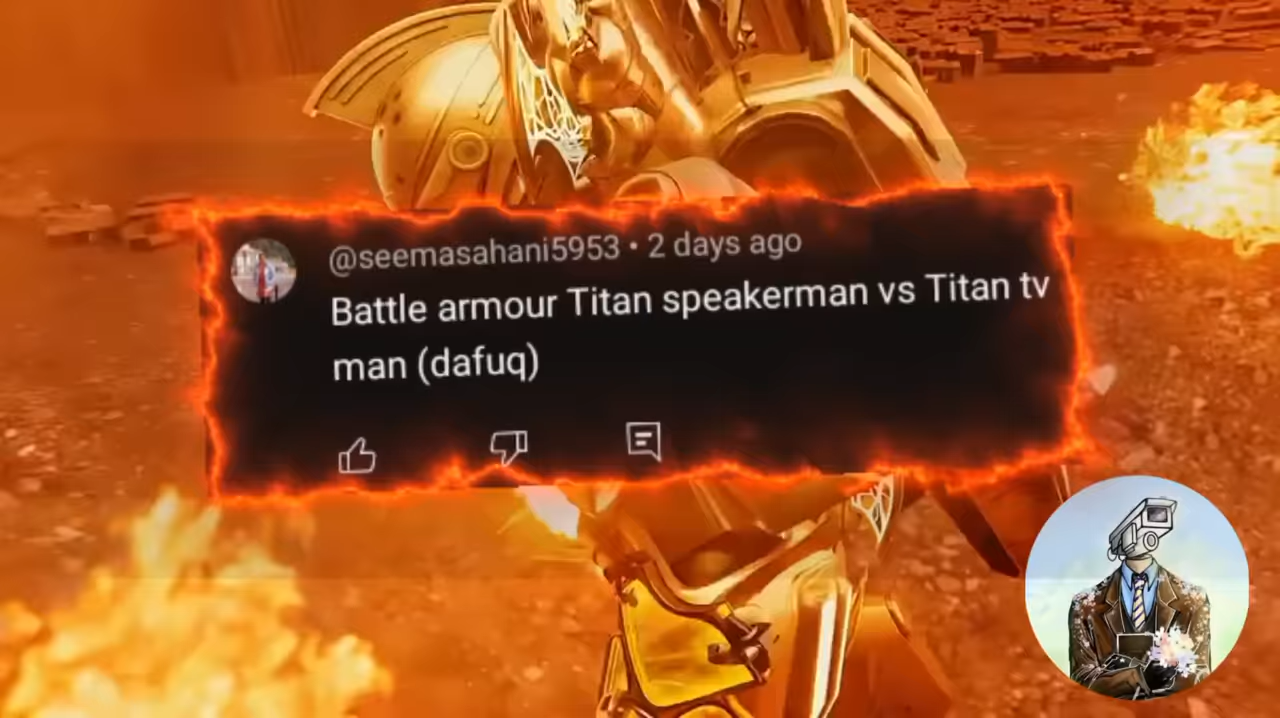 @seemasahani5953 • 2 days ago
Battle armour Titan speakerman vs Titan tv
man (dafuq)